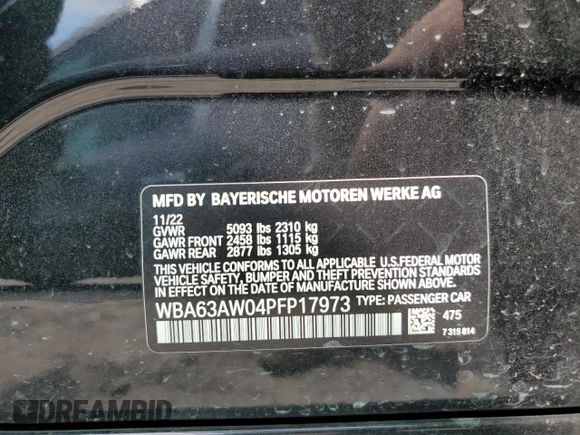 MFD BY BAYERISCHE MOTOREN WERKE AG
11/22
GVWR 5093 lbs 2310 kg
GAWR FRONT 2458 lbs 1115 kg
GAWR REAR 2877 lbs 1305 kg
THIS VEHICLE CONFORMS TO ALL APPLICABLE U.S.FEDERAL MOTOR
VEHICLE SAFETY, BUMPER AND THEFT PREVENTION STANDARDS
IN EFFECT ON THE DATE OF MANUFACTURE SHOWN ABOVE.
WBA63AW04PFP17973 TYPE: PASSENGER CAR
475
7 315 814
DREAMBID